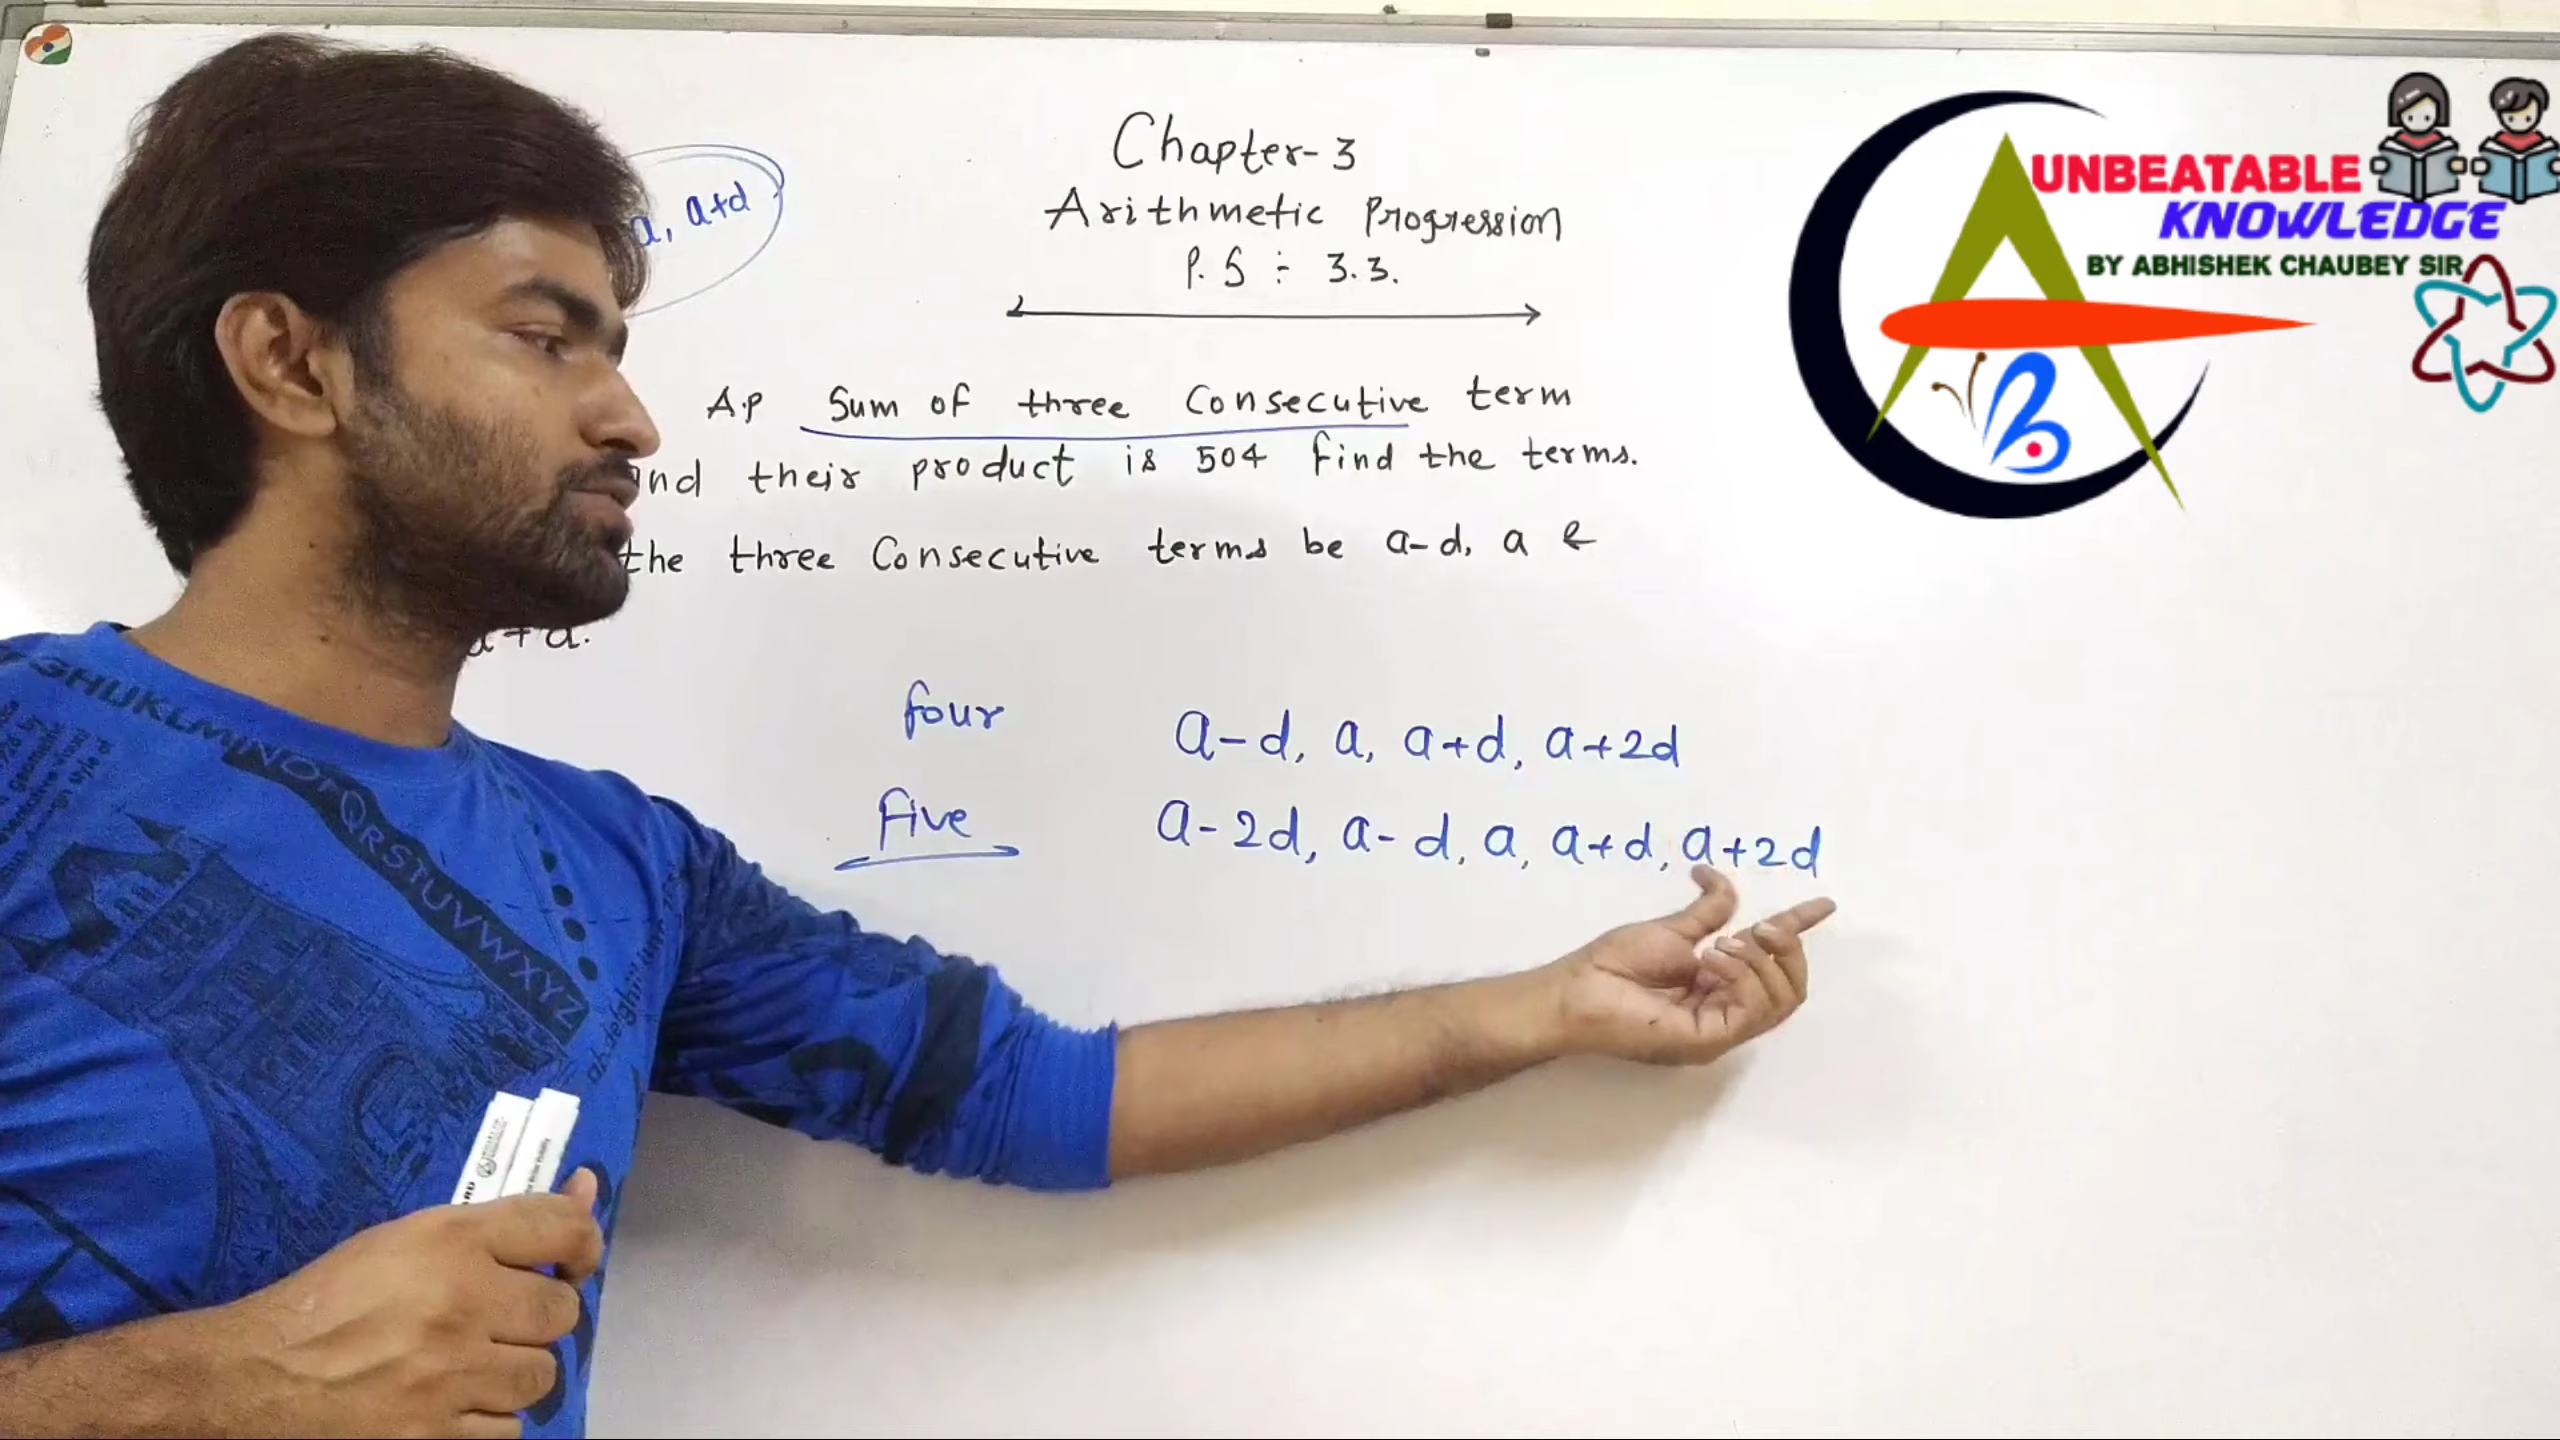 Chapter-3
Arithmetic Progression
P. S ÷ 3.3.
a, a+d
A.P Sum of three Consecutive term
and their product is 504 find the terms.
the three Consecutive terms be a-d, a &
a+d.
four a-d, a, a+d, a+2d
Five a-2d, a-d, a, a+d, a+2d
UNBEATABLE
KNOWLEDGE
BY ABHISHEK CHAUBEY SIR
GHIJKLMNOPQRSTUVWXYZ